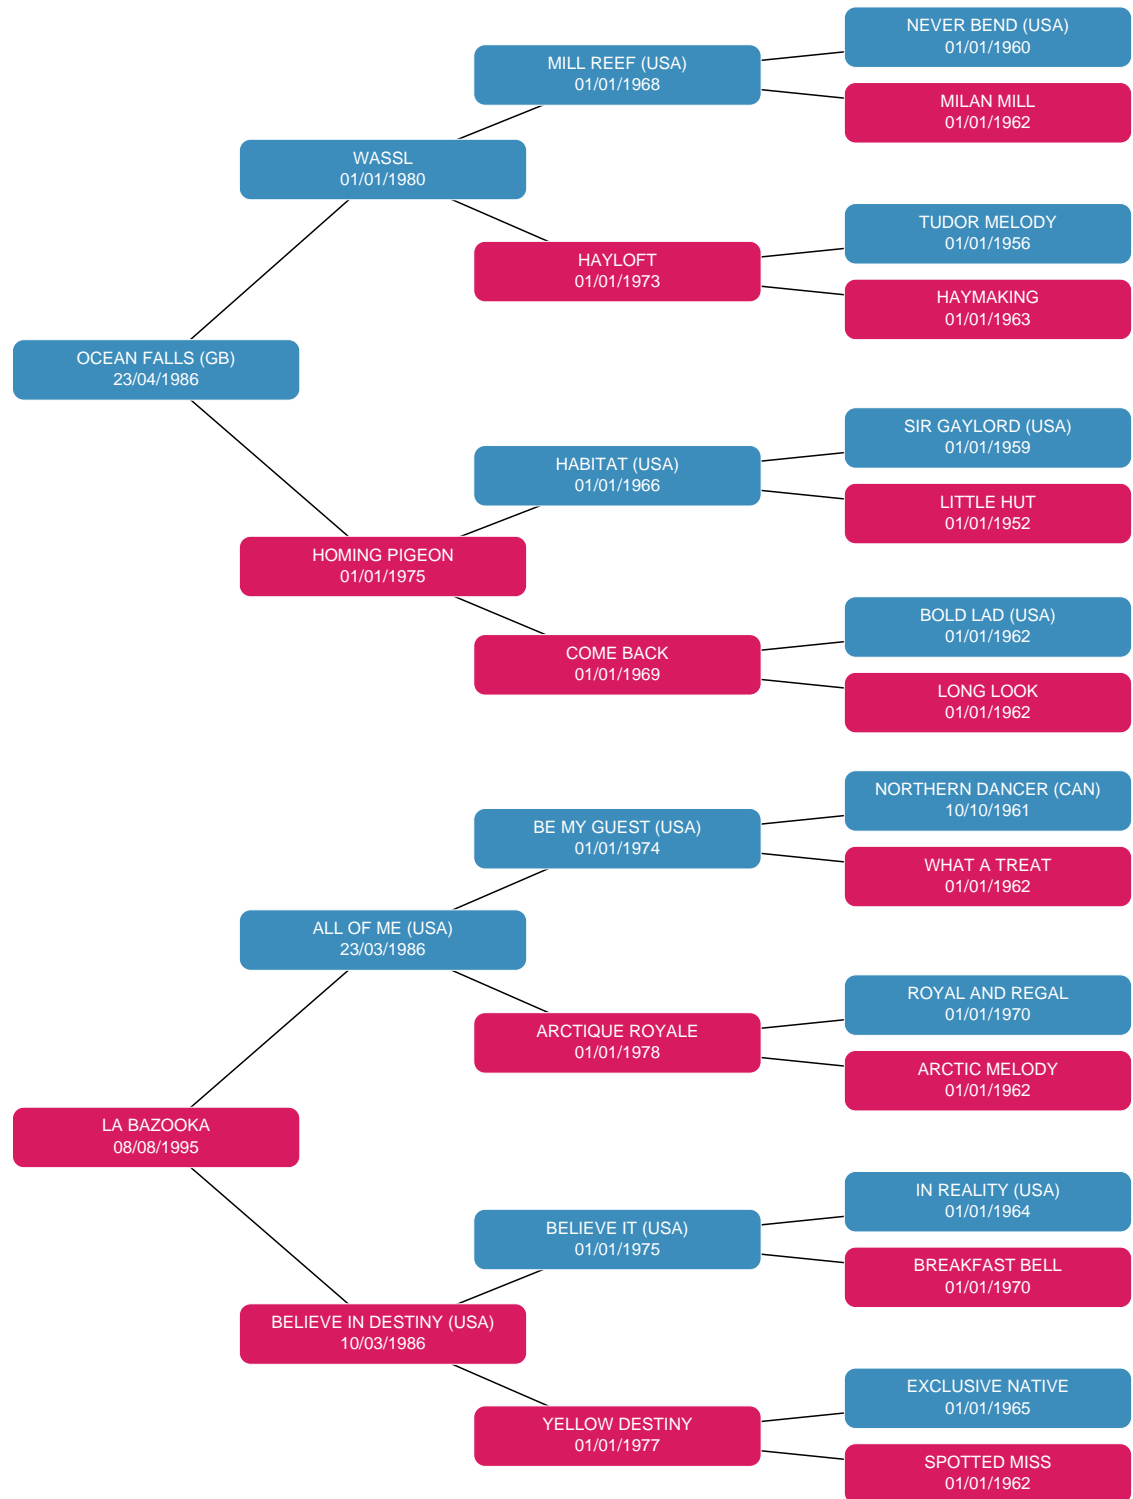 NEVER BEND (USA)
01/01/1960
MILL REEF (USA)
01/01/1968
MILAN MILL
01/01/1962
WASSL
01/01/1980
TUDOR MELODY
01/01/1956
HAYLOFT
01/01/1973
HAYMAKING
01/01/1963
OCEAN FALLS (GB)
23/04/1986
SIR GAYLORD (USA)
01/01/1959
HABITAT (USA)
01/01/1966
LITTLE HUT
01/01/1952
HOMING PIGEON
01/01/1975
BOLD LAD (USA)
01/01/1962
COME BACK
01/01/1969
LONG LOOK
01/01/1962
NORTHERN DANCER (CAN)
10/10/1961
BE MY GUEST (USA)
01/01/1974
WHAT A TREAT
01/01/1962
ALL OF ME (USA)
23/03/1986
ROYAL AND REGAL
01/01/1970
ARCTIQUE ROYALE
01/01/1978
ARCTIC MELODY
01/01/1962
LA BAZOOKA
08/08/1995
IN REALITY (USA)
01/01/1964
BELIEVE IT (USA)
01/01/1975
BREAKFAST BELL
01/01/1970
BELIEVE IN DESTINY (USA)
10/03/1986
EXCLUSIVE NATIVE
01/01/1965
YELLOW DESTINY
01/01/1977
SPOTTED MISS
01/01/1962